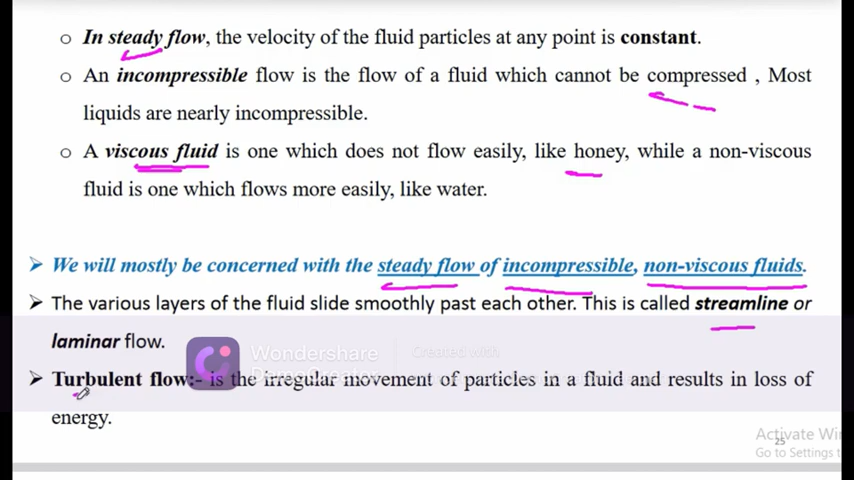 o In steady flow, the velocity of the fluid particles at any point is constant.
o An incompressible flow is the flow of a fluid which cannot be compressed , Most
liquids are nearly incompressible.
o A viscous fluid is one which does not flow easily, like honey, while a non-viscous
fluid is one which flows more easily, like water.
➢ We will mostly be concerned with the steady flow of incompressible, non-viscous fluids.
➢ The various layers of the fluid slide smoothly past each other. This is called streamline or
laminar flow.
Wondershare
Created with
➢ Turbulent flow:- is the irregular movement of particles in a fluid and results in loss of
energy.
Activate Wi
25
Go to Settings t